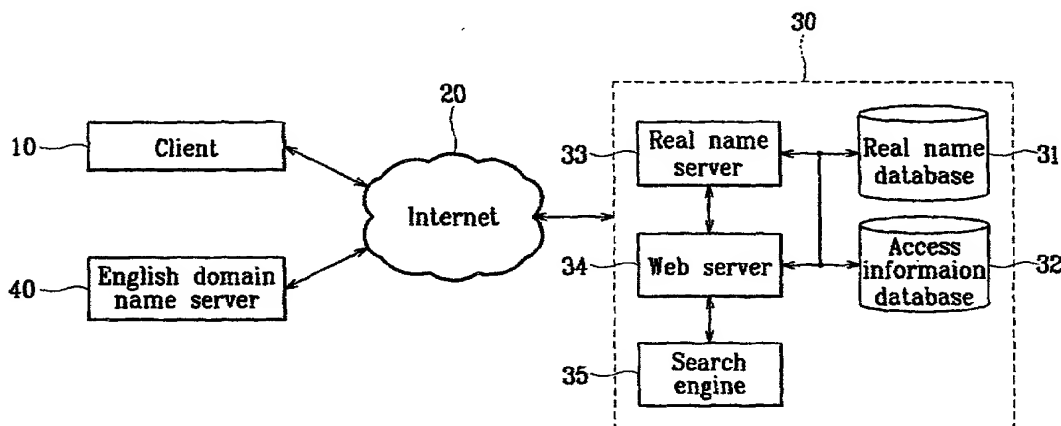 30
20
10
Client
33
Real name
server
Real name
database
31
Internet
40
English domain
name server
34
Web server
Access
informaion
database
32
35
Search
engine